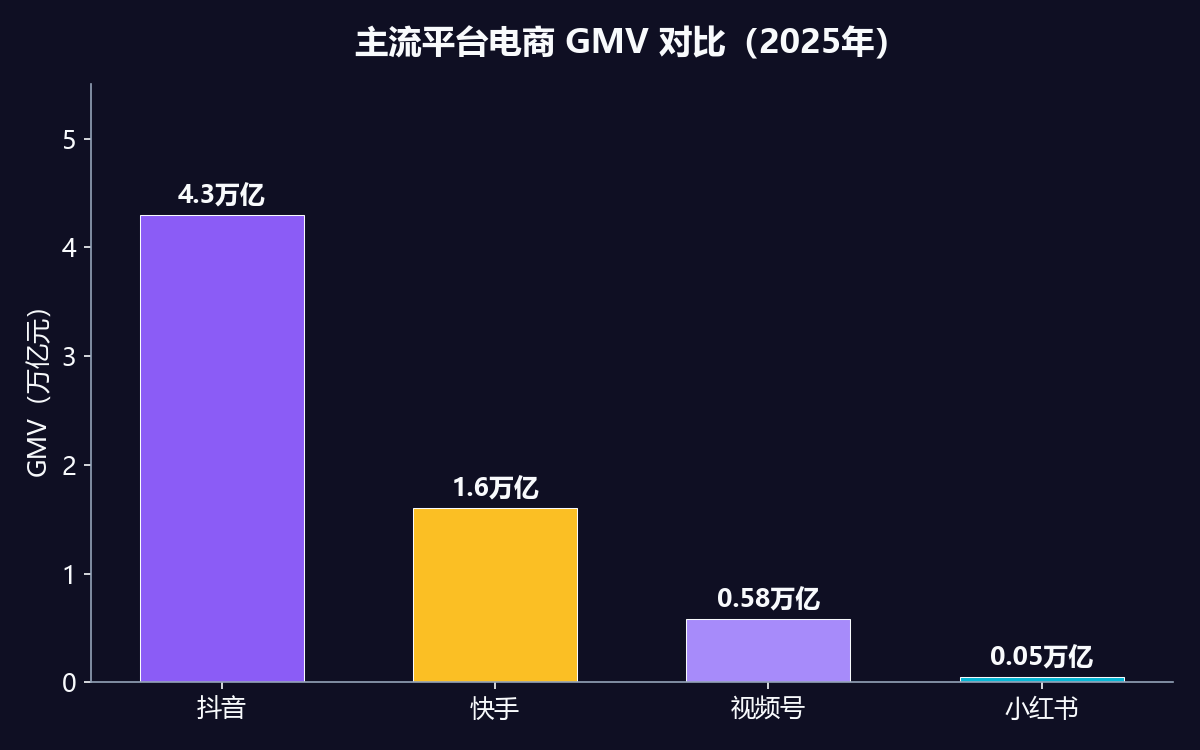 主流平台电商 GMV 对比（2025年）
GMV（万亿元）
5
4
3
2
1
0
4.3万亿
1.6万亿
0.58万亿
0.05万亿
抖音
快手
视频号
小红书